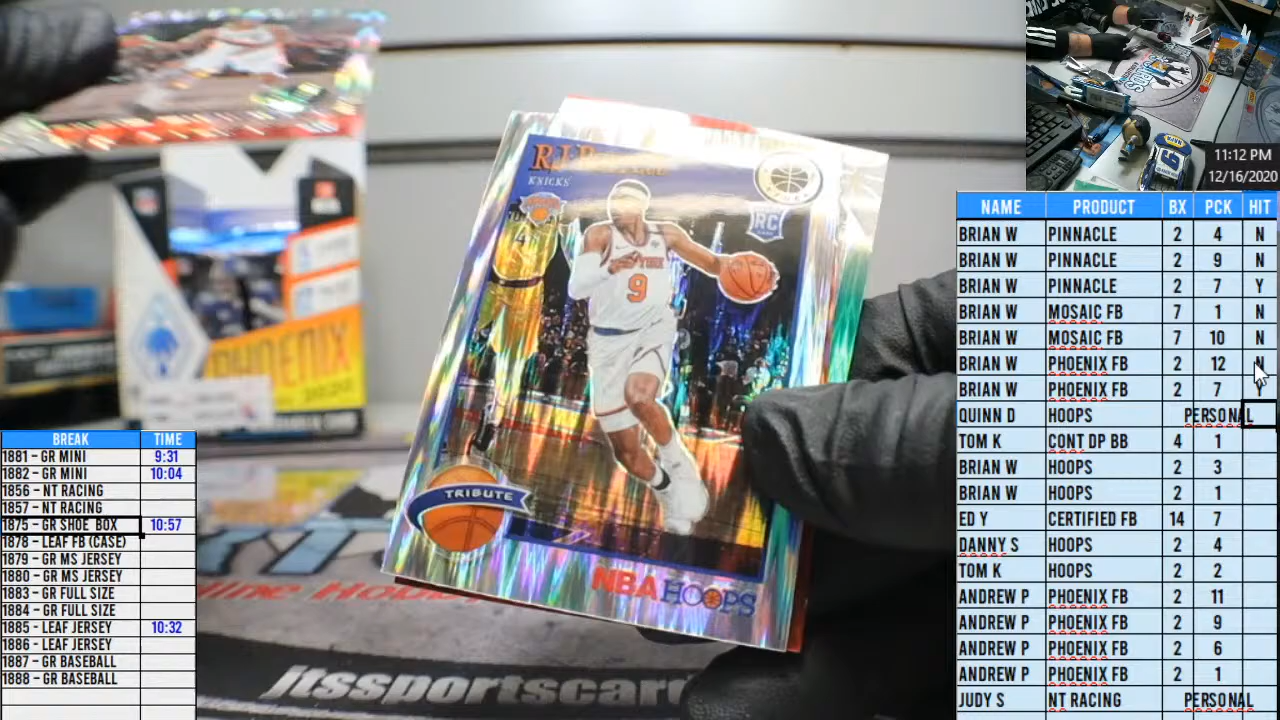 11:12 PM
12/16/2020
NAME PRODUCT BX PCK HIT
BRIAN W PINNACLE 2 4 N
BRIAN W PINNACLE 2 9 N
BRIAN W PINNACLE 2 7 Y
BRIAN W MOSAIC FB 7 1 N
BRIAN W MOSAIC FB 7 10 N
BRIAN W PHOENIX FB 2 12 N
BRIAN W PHOENIX FB 2 7 Y
QUINN D HOOPS PERSONAL
TOM K CONT DP BB 4 1
BRIAN W HOOPS 2 3
BRIAN W HOOPS 2 1
ED Y CERTIFIED FB 14 7
DANNY S HOOPS 2 4
TOM K HOOPS 2 2
ANDREW P PHOENIX FB 2 11
ANDREW P PHOENIX FB 2 9
ANDREW P PHOENIX FB 2 6
ANDREW P PHOENIX FB 2 1
JUDY S NT RACING PERSONAL
BREAK TIME
1881 - GR MINI 9:31
1882 - GR MINI 10:04
1856 - NT RACING
1857 - NT RACING
1875 - GR SHOE BOX 10:57
1878 - LEAF FB (CASE)
1879 - GR MS JERSEY
1880 - GR MS JERSEY
1883 - GR FULL SIZE
1884 - GR FULL SIZE
1885 - LEAF JERSEY 10:32
1886 - LEAF JERSEY
1887 - GR BASEBALL
1888 - GR BASEBALL
KNICKS
RC
NEW YORK
9
TRIBUTE
NBA HOOPS
PHOENIX
jtssportscard